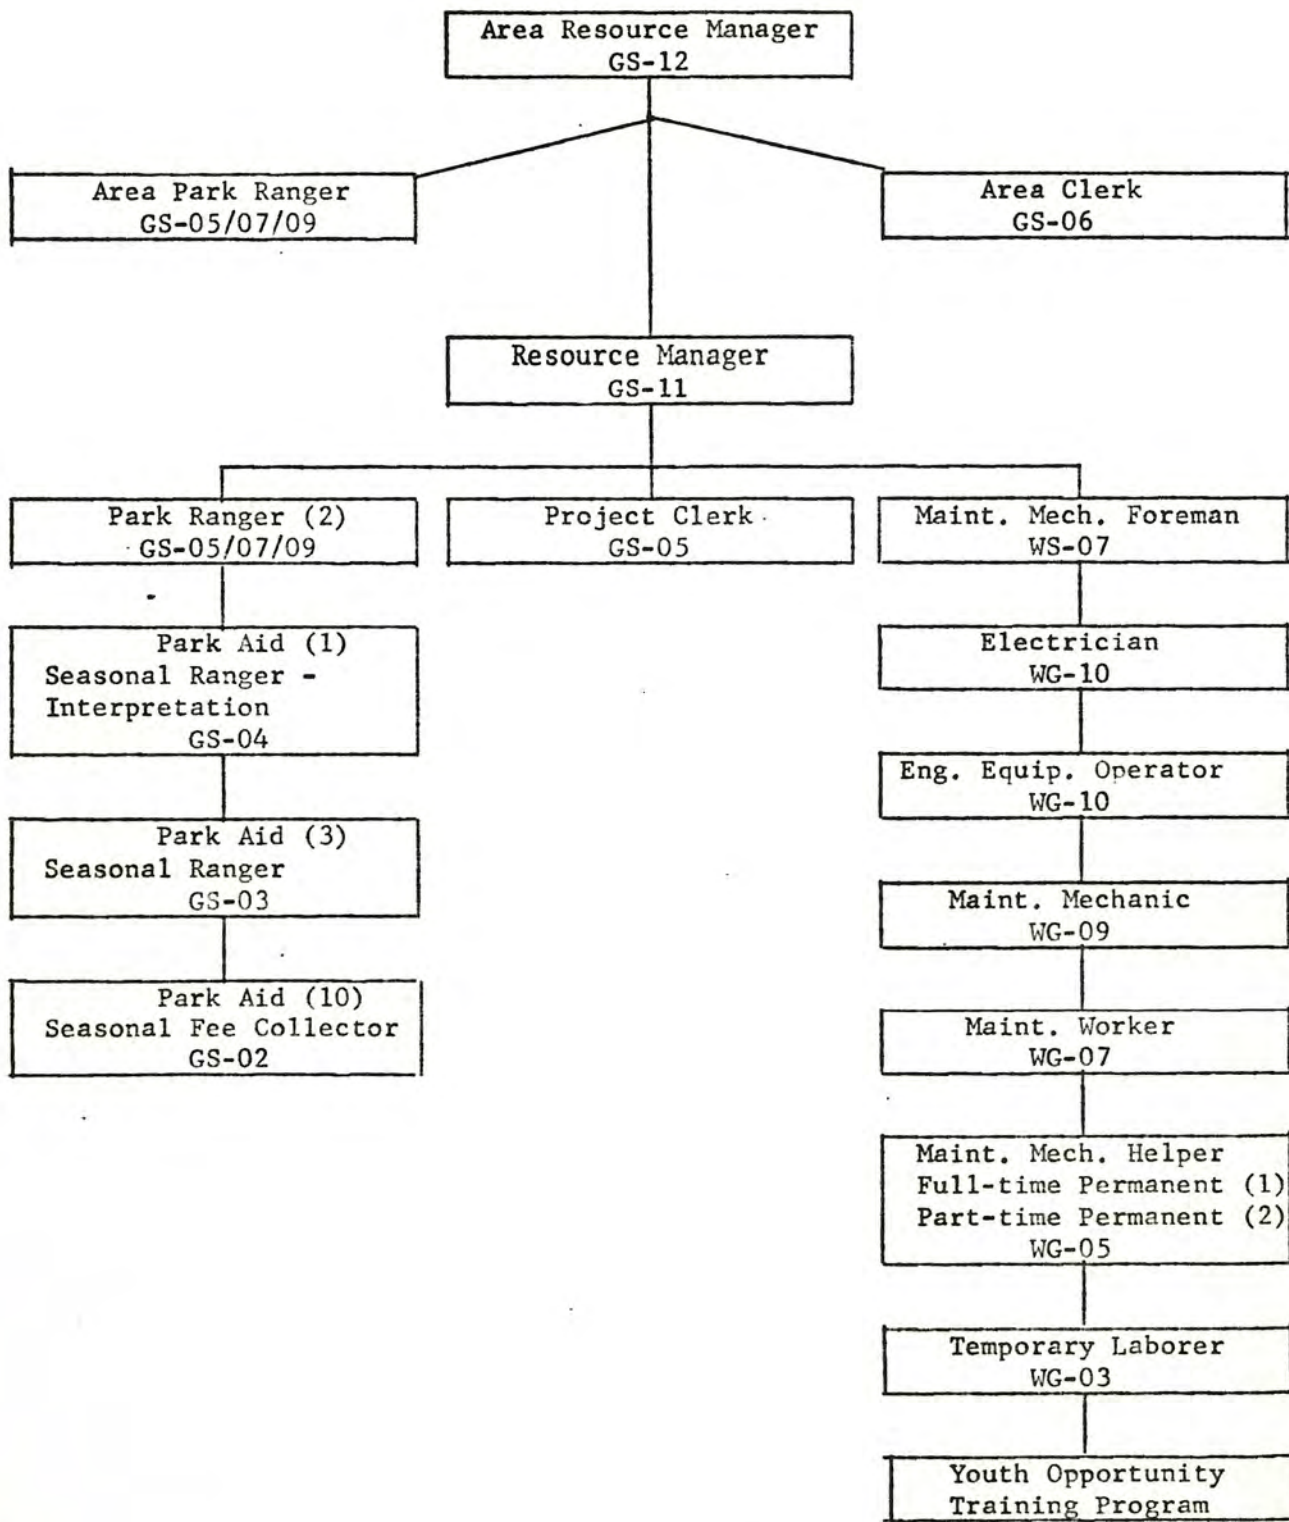 Area Resource Manager
GS-12
Area Park Ranger
GS-05/07/09
Area Clerk
GS-06
Resource Manager
GS-11
Park Ranger (2)
GS-05/07/09
Project Clerk
GS-05
Maint. Mech. Foreman
WS-07
Park Aid (1)
Seasonal Ranger -
Interpretation
GS-04
Electrician
WG-10
Eng. Equip. Operator
WG-10
Park Aid (3)
Seasonal Ranger
GS-03
Maint. Mechanic
WG-09
Park Aid (10)
Seasonal Fee Collector
GS-02
Maint. Worker
WG-07
Maint. Mech. Helper
Full-time Permanent (1)
Part-time Permanent (2)
WG-05
Temporary Laborer
WG-03
Youth Opportunity
Training Program